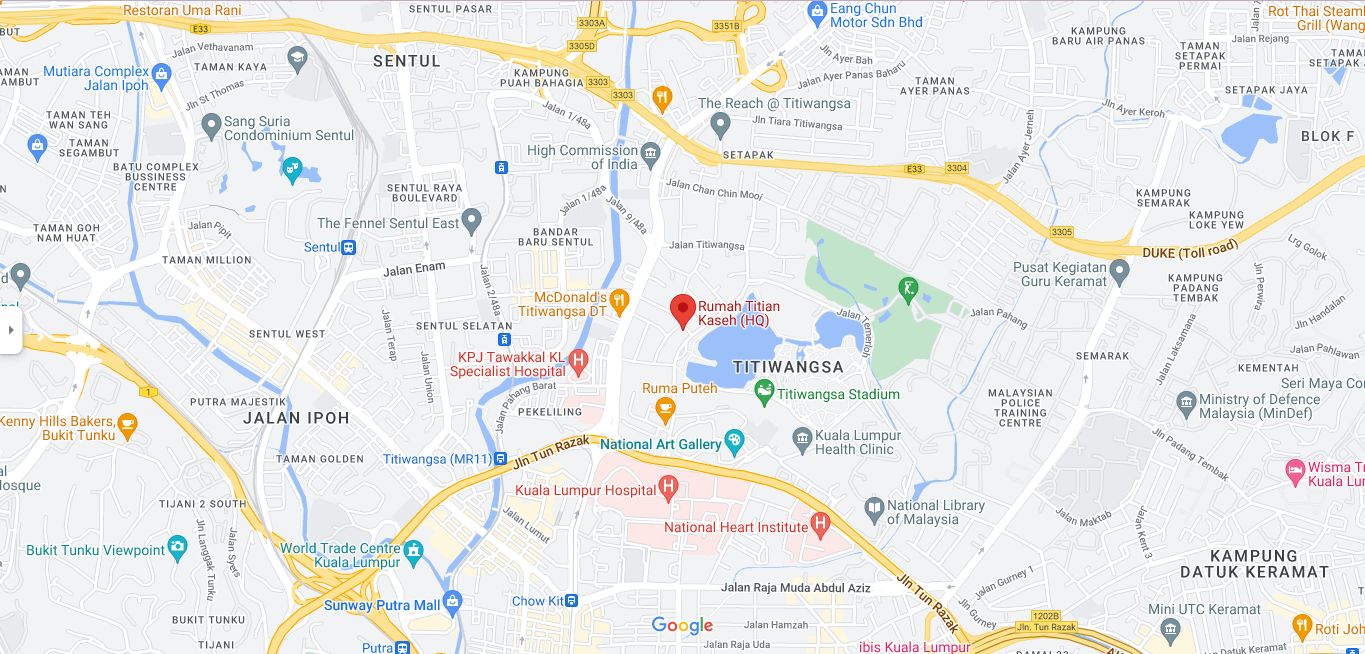 Restoran Uma Rani
E33
SENTUL PASAR
3303A
3351B
Eang Chun
Motor Sdn Bhd
Rot Thai Steam
Grill (Want
Jalan Vethavanam
3305D
Jln Ayer Bah
KAMPUNG
BARU AIR PANAS
Jalan Rejang
TAMAN
SETAPAK
PERMAI
TAMAN
SETAPAK
SENTUL
TAMAN KAYA
Mutiara Complex
Jalan Ipoh
KAMPUNG
PUAH BAHAGIA
3303
3303
Jalan Ayer Panas Baharu
TAMAN
AYER PANAS
AMAN
AMBUT
Jln St Thomas
SETAPAK JAYA
Jalan 1/48a
The Reach @ Titiwangsa
Jln Tiara Titiwangsa
Jln Ayer Keroh
TAMAN TEH
WAN SANG
Sang Suria
Condominium Sentul
TAMAN
SEGAMBUT
BLOK F
Jalan Ayer Jerneh
High Commission
of India
SETAPAK
E33
3304
BATU COMPLEX
BUSSINESS
CENTRE
SENTUL RAYA
BOULEVARD
Jalan 1/48a
Jalan 9/48a
Jalan Chan Chin Mooi
KAMPUNG
SEMARAK
KAMPUNG
LOKE YEW
The Fennel Sentul East
TAMAN GOH
NAM HUAT
Jalan Pipit
BANDAR
BARU SENTUL
3305
Sentul
Jalan Titiwangsa
DUKE (Toll road)
Lrg Golok
TAMAN MILLION
Jalan Enam
Pusat Kegiatan
Guru Keramat
KAMPUNG
PADANG
TEMBAK
Jln Perwira
Jalan 2/48a
McDonald's
Titiwangsa DT
Rumah Titian
Kaseh (HQ)
Jalan Temerloh
Jalan Pahang
Jln Handalan
SENTUL WEST
SENTUL SELATAN
Jalan Terap
Jalan Union
Jalan Laksamana
Jalan Pahlawan
KPJ Tawakkal KL
Specialist Hospital
TITIWANGSA
SEMARAK
KEMENTAH
Jalan Pahang Barat
Ruma Puteh
Titiwangsa Stadium
Seri Maya Co
1
PUTRA MAJESTIK
MALAYSIAN
POLICE
TRAINING
CENTRE
Ministry of Defence
Malaysia (MinDef)
JALAN IPOH
PEKELILING
Kenny Hills Bakers,
Bukit Tunku
National Art Gallery
Kuala Lumpur
Health Clinic
Jln Tun Razak
Jln Padang Tembak
TAMAN GOLDEN
Titiwangsa (MR11)
Wisma Tr
Kuala Lur
al
osque
Kuala Lumpur Hospital
TIJANI 2 SOUTH
Jalan Lumut
National Heart Institute
National Library
of Malaysia
Jalan Maktab
Jln Langgak Tunku
Jalan Syers
Bukit Tunku Viewpoint
World Trade Centre
Kuala Lumpur
Jalan Kent 3
KAMPUNG
DATUK KERAMAT
Jalan Raja Muda Abdul Aziz
Jln Tun Razak
Jalan Gurney 1
Jln Gurney
Sunway Putra Mall
Chow Kit
BUKIT TUNKU
Google
Jalan Hamzah
1202B
Jln. Tun Razak
Mini UTC Keramat
Roti Joh
TIJANI
Putra
Jalan Raja Uda
ibis Kuala Lumpur
DAMAI 23
Jln Datuk Keramat